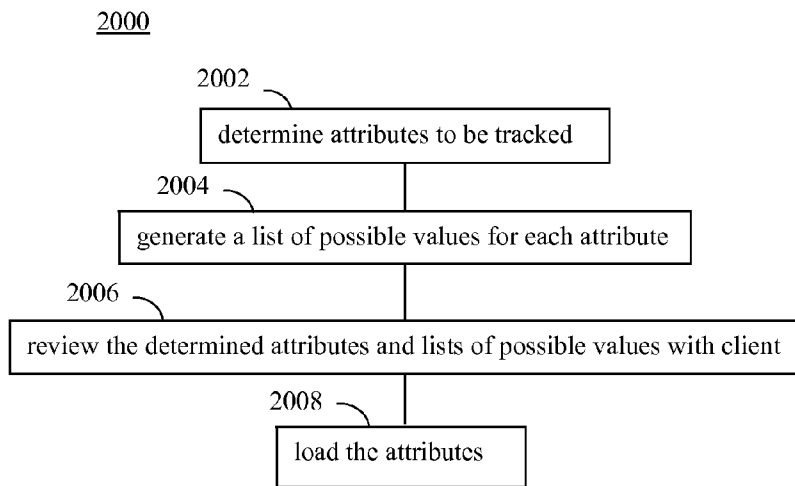 2000
2002
determine attributes to be tracked
2004
generate a list of possible values for each attribute
2006
review the determined attributes and lists of possible values with client
2008
load the attributes